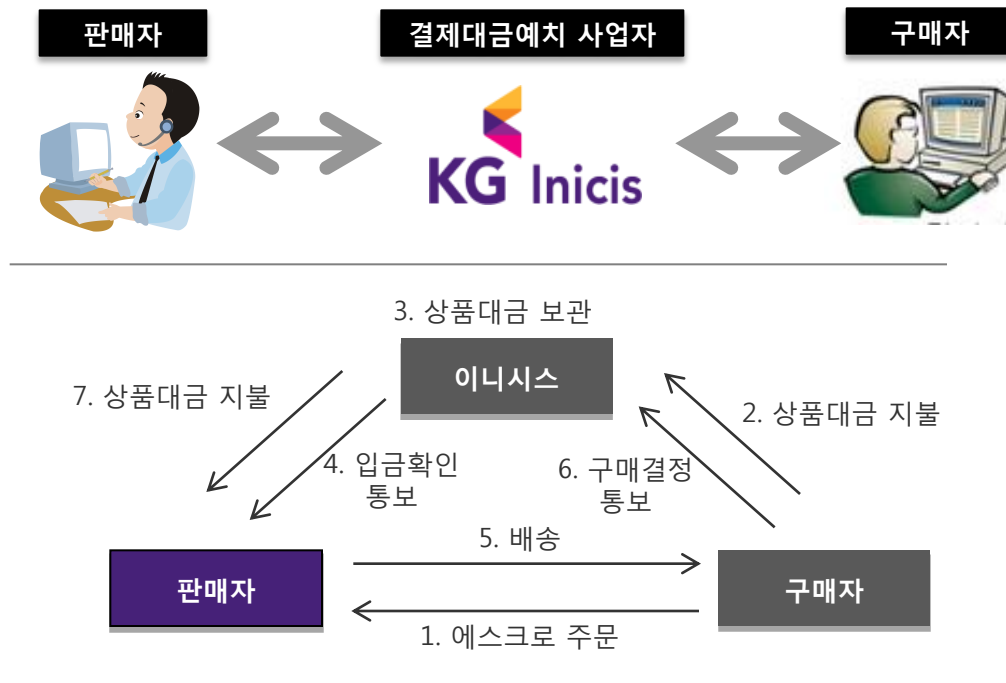 판매자
결제대금예치 사업자
구매자
KG Inicis
3. 상품대금 보관
이니시스
7. 상품대금 지불
2. 상품대금 지불
4. 입금확인
통보
6. 구매결정
통보
5. 배송
판매자
구매자
1. 에스크로 주문